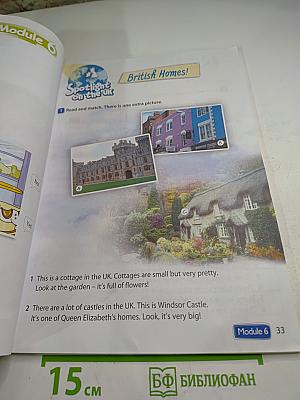 Module 6
Spotlight
on the UK
British Homes!
1 Read and match. There is one extra picture.
A
B
C
1 This is a cottage in the UK. Cottages are small but very pretty.
Look at the garden – it's full of flowers!
2 There are a lot of castles in the UK. This is Windsor Castle.
It's one of Queen Elizabeth's homes. Look, it's very big!
Module 6 33
15 см
БФ БИБЛИОФАН